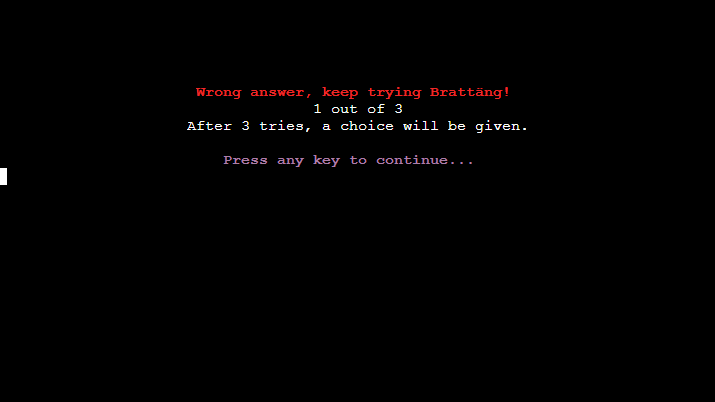 Wrong answer, keep trying Brattäng!
1 out of 3
After 3 tries, a choice will be given.
Press any key to continue...